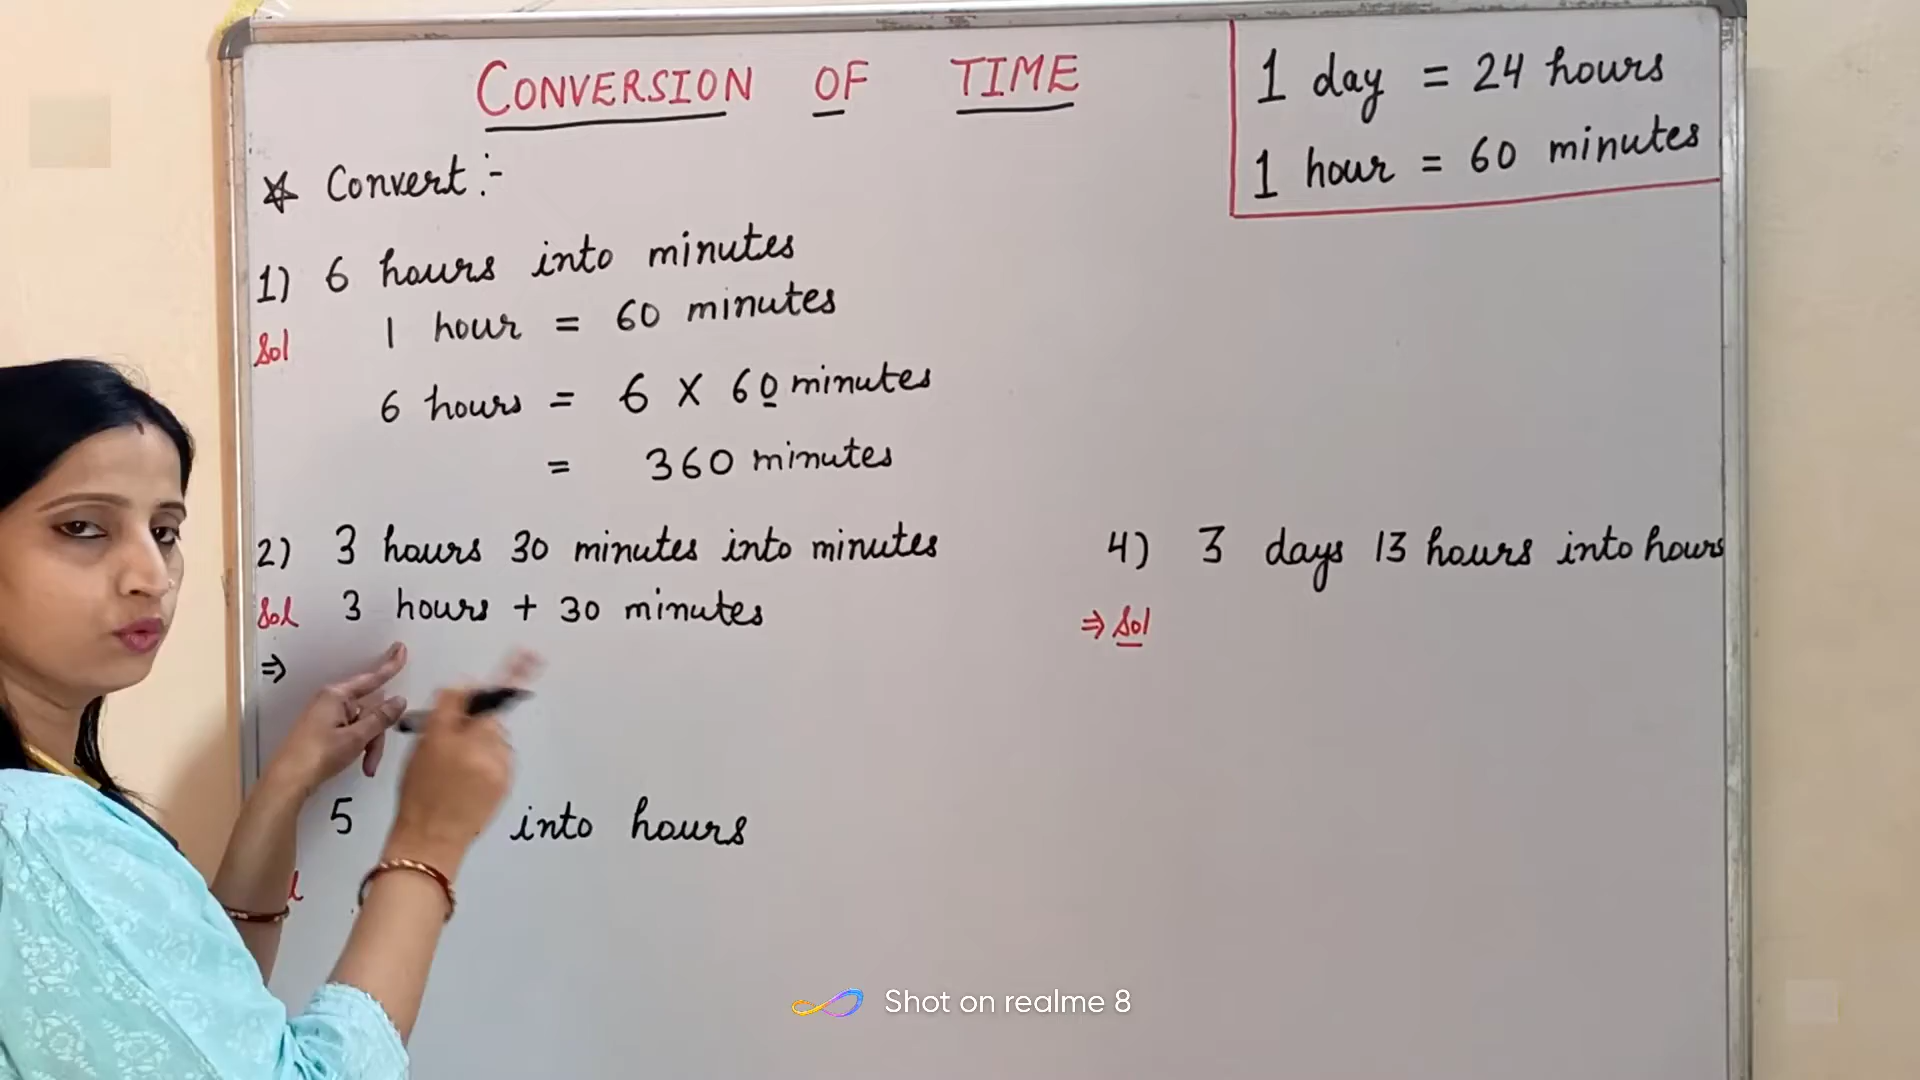 CONVERSION OF TIME
1 day = 24 hours
1 hour = 60 minutes
Convert :-
1) 6 hours into minutes
Sol 1 hour = 60 minutes
6 hours = 6 X 60 minutes
= 360 minutes
2) 3 hours 30 minutes into minutes
Sol 3 hours + 30 minutes
⇒
5 into hours
4) 3 days 13 hours into hours
⇒ Sol
Shot on realme 8